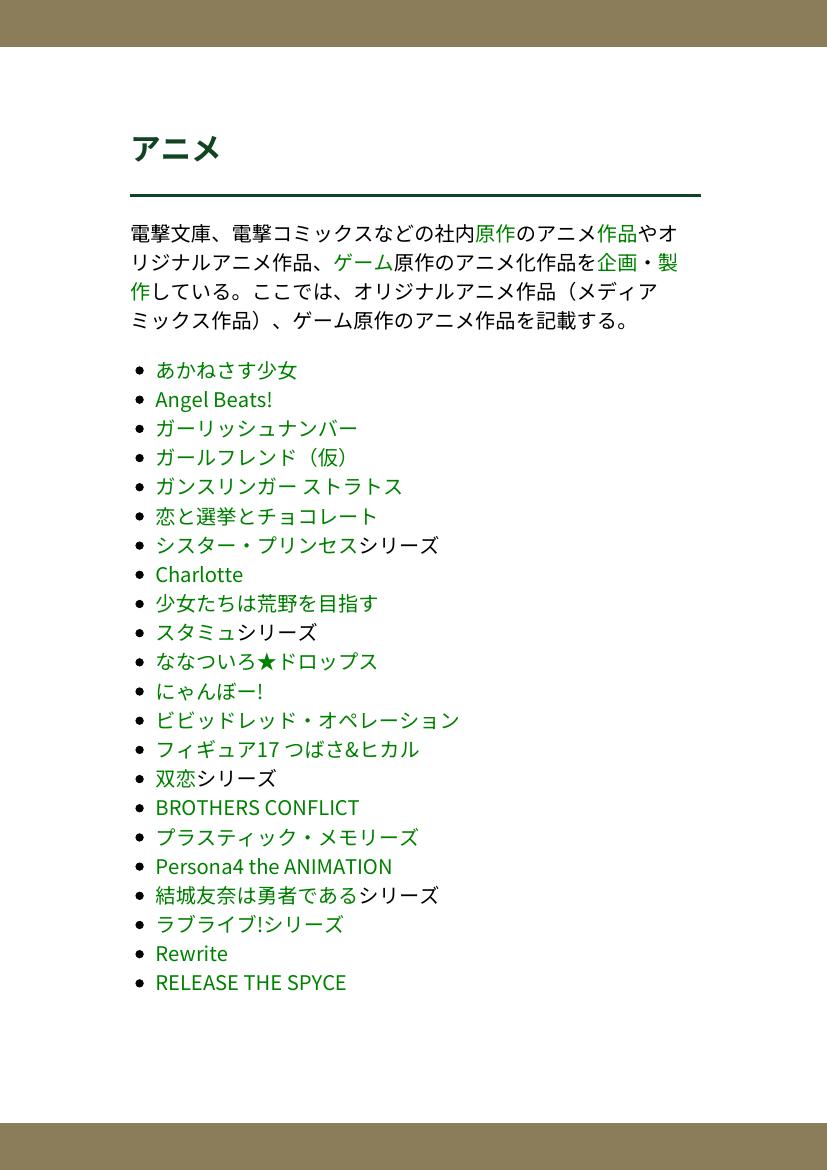 アニメ
電撃文庫、電撃コミックスなどの社内原作のアニメ作品やオ
リジナルアニメ作品、ゲーム原作のアニメ化作品を企画・製
作している。ここでは、オリジナルアニメ作品（メディア
ミックス作品）、ゲーム原作のアニメ作品を記載する。
• あかねさす少女
• Angel Beats!
• ガーリッシュナンバー
• ガールフレンド（仮）
• ガンスリンガー ストラトス
• 恋と選挙とチョコレート
• シスター・プリンセスシリーズ
• Charlotte
• 少女たちは荒野を目指す
• スタミュシリーズ
• ななついろ★ドロップス
• にゃんぼー!
• ビビッドレッド・オペレーション
• フィギュア17 つばさ&ヒカル
• 双恋シリーズ
• BROTHERS CONFLICT
• プラスティック・メモリーズ
• Persona4 the ANIMATION
• 結城友奈は勇者であるシリーズ
• ラブライブ!シリーズ
• Rewrite
• RELEASE THE SPYCE